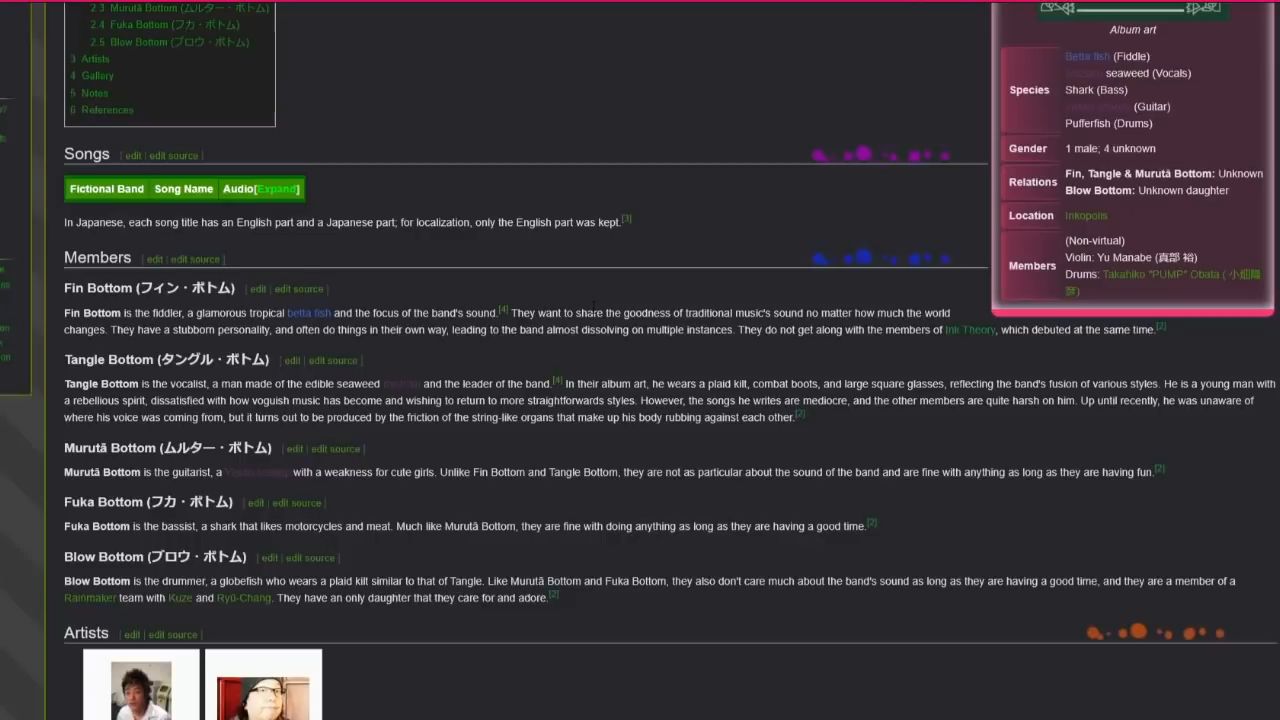 2.3 Murutā Bottom (ムルター・ボトム)
2.4 Fuka Bottom (フカ・ボトム)
2.5 Blow Bottom (ブロウ・ボトム)
3 Artists
4 Gallery
5 Notes
6 References
Album art
Species
Betta fish (Fiddle)
seaweed (Vocals)
Shark (Bass)
(Guitar)
Pufferfish (Drums)
Gender
1 male; 4 unknown
Relations
Fin, Tangle & Murutā Bottom: Unknown
Blow Bottom: Unknown daughter
Location
Inkopolis
Members
(Non-virtual)
Violin: Yu Manabe (真部 裕)
Drums: Takahiko "PUMP" Obata (
Songs [ edit | edit source ]
Fictional Band Song Name Audio[Expand]
In Japanese, each song title has an English part and a Japanese part; for localization, only the English part was kept.[3]
Members [ edit | edit source ]
Fin Bottom (フィン・ボトム) [ edit | edit source ]
Fin Bottom is the fiddler, a glamorous tropical betta fish and the focus of the band's sound.[4] They want to share the goodness of traditional music's sound no matter how much the world
changes. They have a stubborn personality, and often do things in their own way, leading to the band almost dissolving on multiple instances. They do not get along with the members of Ink Theory, which debuted at the same time.[2]
Tangle Bottom (タングル・ボトム) [ edit | edit source ]
Tangle Bottom is the vocalist, a man made of the edible seaweed and the leader of the band.[4] In their album art, he wears a plaid kilt, combat boots, and large square glasses, reflecting the band's fusion of various styles. He is a young man with
a rebellious spirit, dissatisfied with how voguish music has become and wishing to return to more straightforwards styles. However, the songs he writes are mediocre, and the other members are quite harsh on him. Up until recently, he was unaware of
where his voice was coming from, but it turns out to be produced by the friction of the string-like organs that make up his body rubbing against each other.[2]
Murutā Bottom (ムルター・ボトム) [ edit | edit source ]
Murutā Bottom is the guitarist, a with a weakness for cute girls. Unlike Fin Bottom and Tangle Bottom, they are not as particular about the sound of the band and are fine with anything as long as they are having fun.[2]
Fuka Bottom (フカ・ボトム) [ edit | edit source ]
Fuka Bottom is the bassist, a shark that likes motorcycles and meat. Much like Murutā Bottom, they are fine with doing anything as long as they are having a good time.[2]
Blow Bottom (ブロウ・ボトム) [ edit | edit source ]
Blow Bottom is the drummer, a globefish who wears a plaid kilt similar to that of Tangle. Like Murutā Bottom and Fuka Bottom, they also don't care much about the band's sound as long as they are having a good time, and they are a member of a
Rainmaker team with Kuze and Ryū-Chang. They have an only daughter that they care for and adore.[2]
Artists [ edit | edit source ]